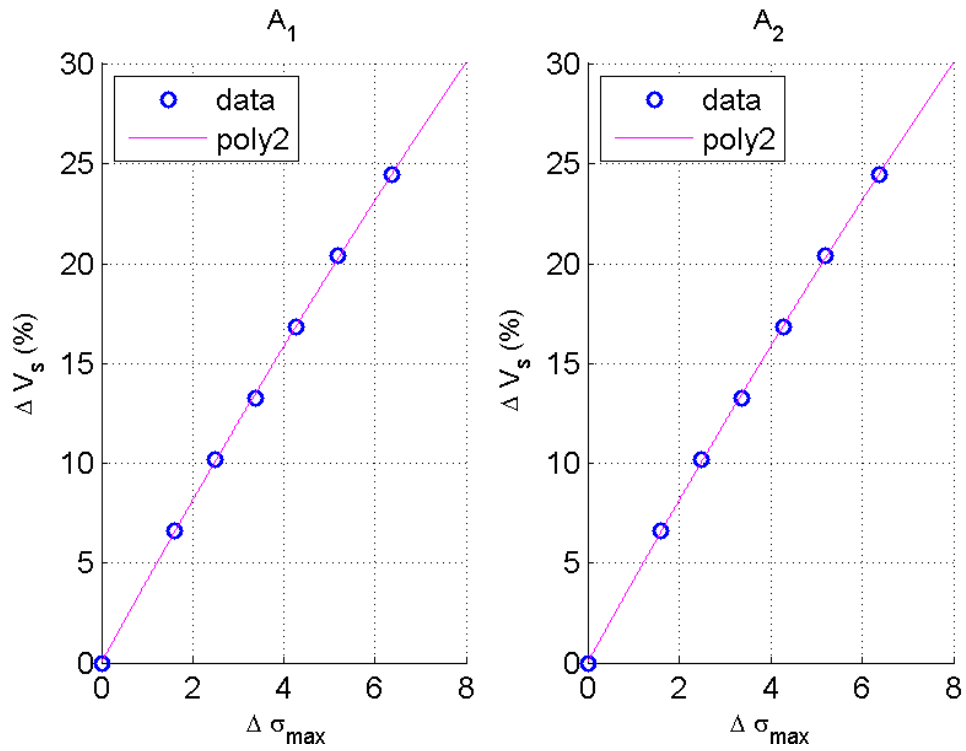 A₁
30
25
20
15
10
5
0
Δ Vₛ (%)
data
poly2
0 2 4 6 8
Δ σmax
A₂
30
25
20
15
10
5
0
Δ Vₛ (%)
data
poly2
0 2 4 6 8
Δ σmax